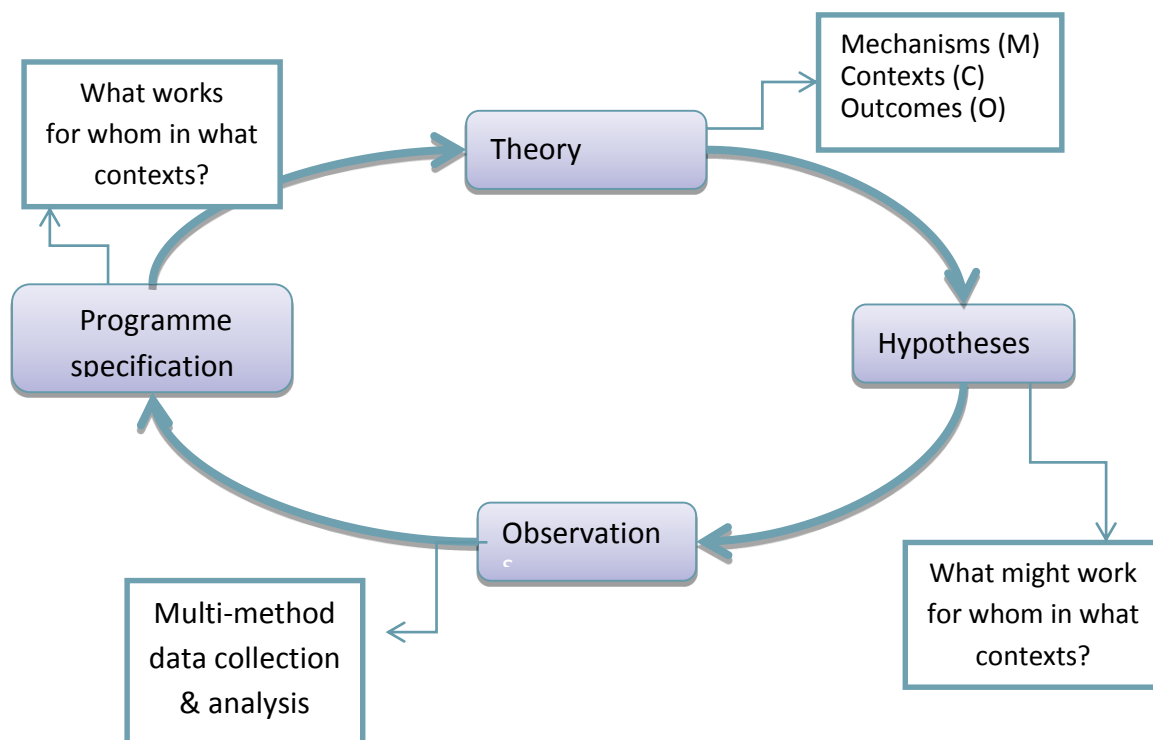 Mechanisms (M)
Contexts (C)
Outcomes (O)
What works
for whom in what
contexts?
Theory
Programme
specification
Hypotheses
Observation
s
What might work
for whom in what
contexts?
Multi-method
data collection
& analysis